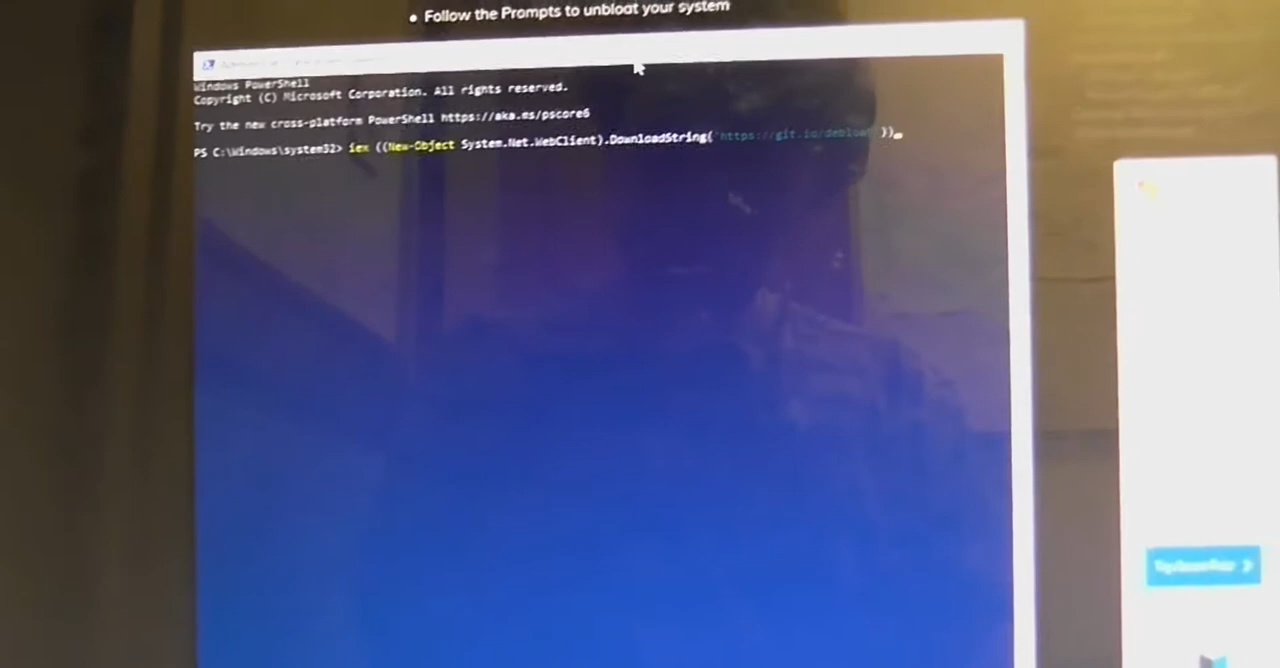 • Follow the Prompts to unbloat your system
Windows PowerShell
Copyright (C) Microsoft Corporation. All rights reserved.
Try the new cross-platform PowerShell https://aka.ms/pscore6
PS C:\Windows\system32> iex ((New-Object System.Net.WebClient).DownloadString('https://git.io/debloat'))